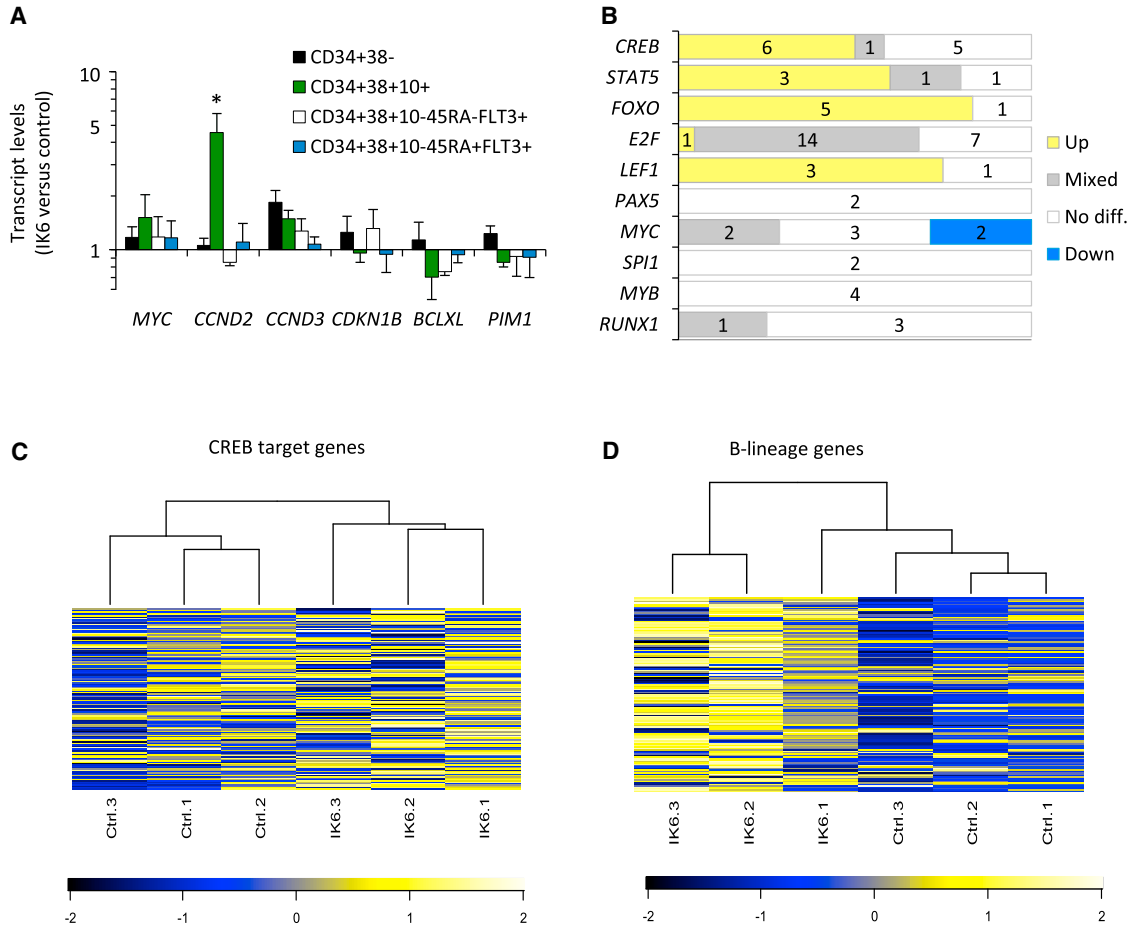 A
CD34+38-
CD34+38+10+
CD34+38+10-45RA-FLT3+
CD34+38+10-45RA+FLT3+
Transcript levels
(IK6 versus control)
10
5
1
*
MYC CCND2 CCND3 CDKN1B BCLXL PIM1
B
CREB 6 1 5
STAT5 3 1 1
FOXO 5 1
E2F 1 14 7
LEF1 3 1
PAX5 2
MYC 2 3 2
SPI1 2
MYB 4
RUNX1 1 3
Up
Mixed
No diff.
Down
C
CREB target genes
Ctrl.3 Ctrl.1 Ctrl.2 IK6.3 IK6.2 IK6.1
-2 -1 0 1 2
D
B-lineage genes
IK6.3 IK6.2 IK6.1 Ctrl.3 Ctrl.2 Ctrl.1
-2 -1 0 1 2